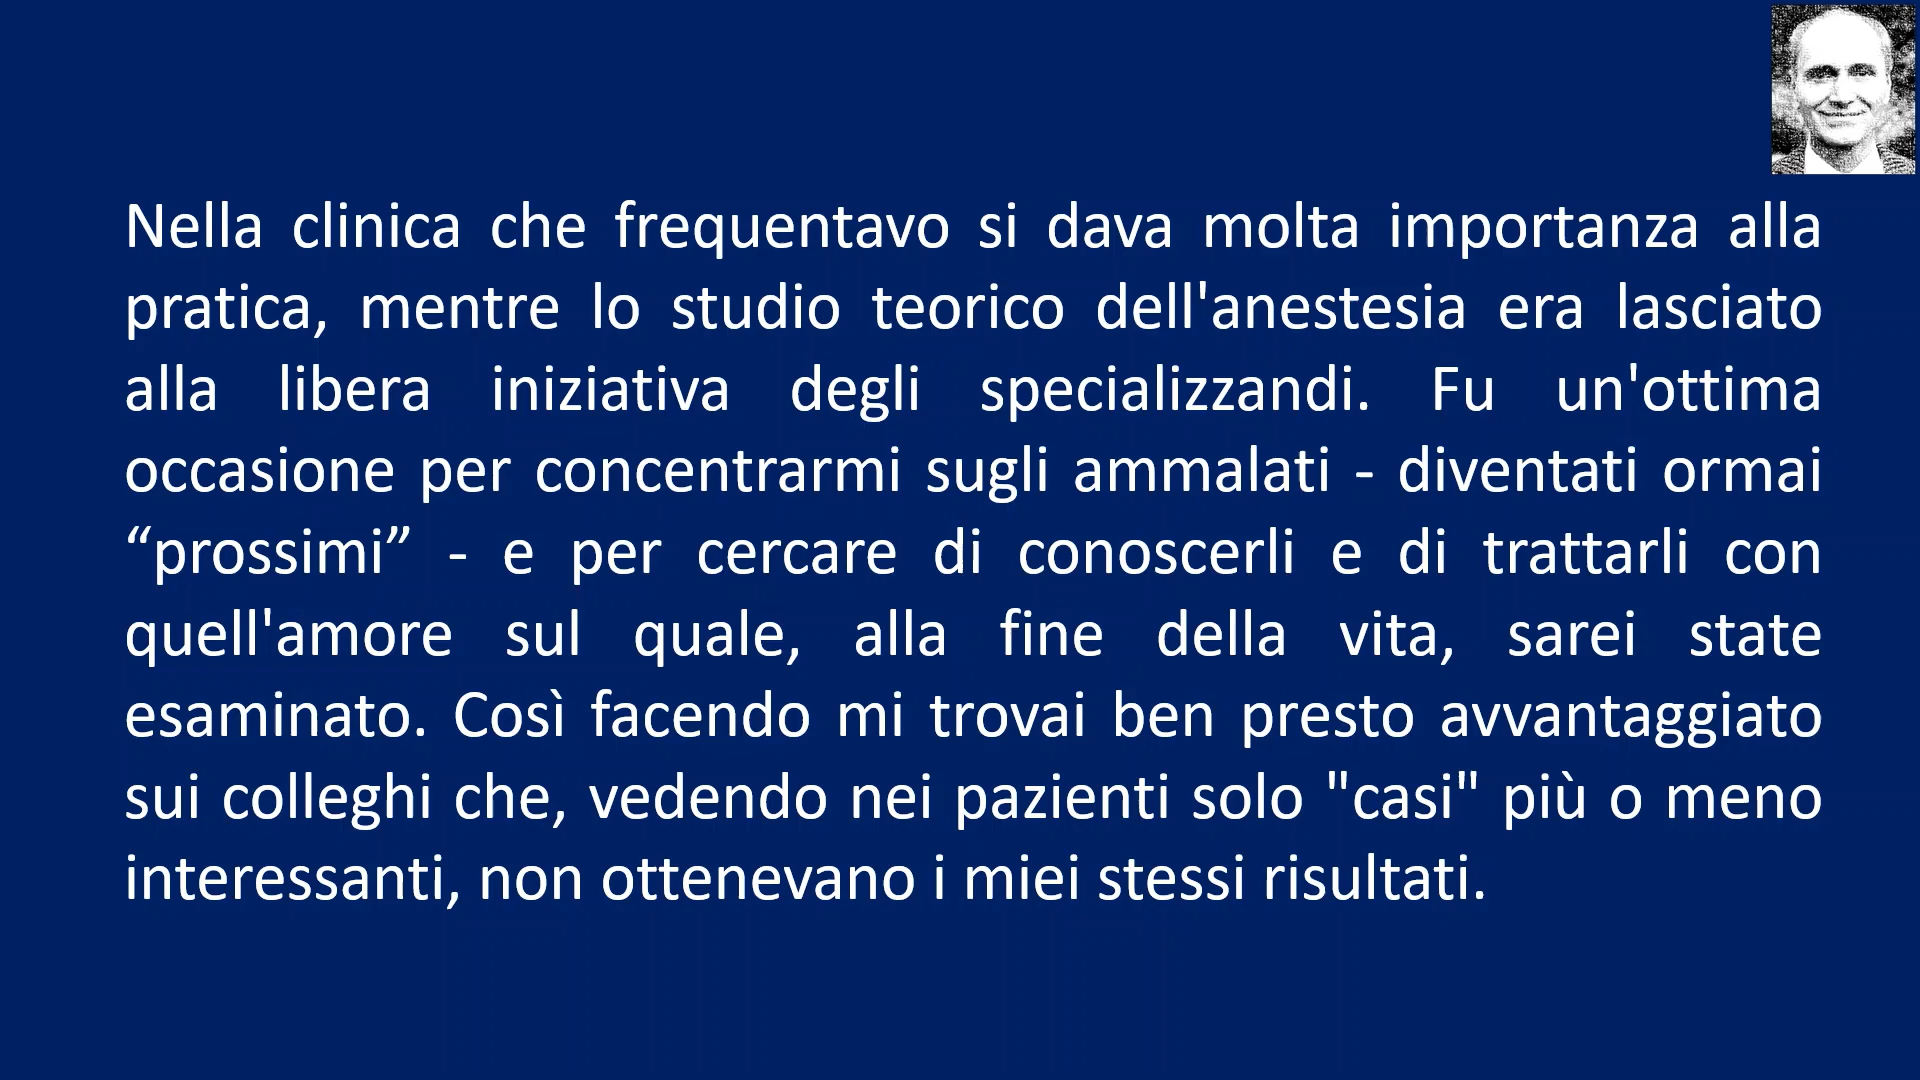 Nella clinica che frequentavo si dava molta importanza alla
pratica, mentre lo studio teorico dell'anestesia era lasciato
alla libera iniziativa degli specializzandi. Fu un'ottima
occasione per concentrarmi sugli ammalati - diventati ormai
“prossimi” - e per cercare di conoscerli e di trattarli con
quell'amore sul quale, alla fine della vita, sarei state
esaminato. Così facendo mi trovai ben presto avvantaggiato
sui colleghi che, vedendo nei pazienti solo "casi" più o meno
interessanti, non ottenevano i miei stessi risultati.